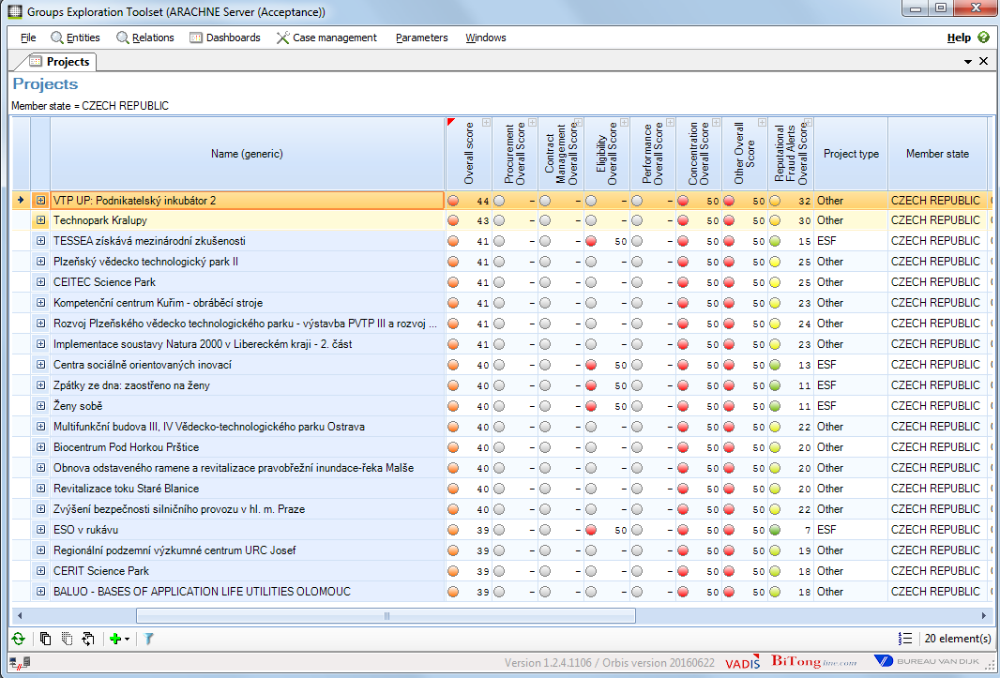 Groups Exploration Toolset (ARACHNE Server (Acceptance))
File Entities Relations Dashboards Case management Parameters Windows Help
Projects
Projects
Member state = CZECH REPUBLIC
Name (generic) Overall score Procurement Overall Score Contract Management Overall Score Eligibility Overall Score Performance Overall Score Concentration Overall Score Other Overall Score Reputational Fraud Alerts Overall Score Project type Member state
VTP UP: Podnikatelský inkubátor 2 44 - - - - 50 50 32 Other CZECH REPUBLIC
Technopark Kralupy 43 - - - - 50 50 30 Other CZECH REPUBLIC
TESSEA získává mezinárodní zkušenosti 41 - - 50 - 50 50 15 ESF CZECH REPUBLIC
Plzeňský vědecko technologický park II 41 - - - - 50 50 25 Other CZECH REPUBLIC
CEITEC Science Park 41 - - - - 50 50 25 Other CZECH REPUBLIC
Kompetenční centrum Kuřim - obráběcí stroje 41 - - - - 50 50 23 Other CZECH REPUBLIC
Rozvoj Plzeňského vědecko technologického parku - výstavba PVTP III a rozvoj ... 41 - - - - 50 50 24 Other CZECH REPUBLIC
Implementace soustavy Natura 2000 v Libereckém kraji - 2. část 41 - - - - 50 50 23 Other CZECH REPUBLIC
Centra sociálně orientovaných inovací 40 - - 50 - 50 50 13 ESF CZECH REPUBLIC
Zpátky ze dna: zaostřeno na ženy 40 - - 50 - 50 50 11 ESF CZECH REPUBLIC
Ženy sobě 40 - - 50 - 50 50 11 ESF CZECH REPUBLIC
Multifunkční budova III, IV Vědecko-technologického parku Ostrava 40 - - - - 50 50 22 Other CZECH REPUBLIC
Biocentrum Pod Horkou Prštice 40 - - - - 50 50 20 Other CZECH REPUBLIC
Obnova odstaveného ramene a revitalizace pravobřežní inundace-řeka Malše 40 - - - - 50 50 20 Other CZECH REPUBLIC
Revitalizace toku Staré Blanice 40 - - - - 50 50 20 Other CZECH REPUBLIC
Zvýšení bezpečnosti silničního provozu v hl. m. Praze 40 - - - - 50 50 22 Other CZECH REPUBLIC
ESO v rukávu 39 - - 50 - 50 50 7 ESF CZECH REPUBLIC
Regionální podzemní výzkumné centrum URC Josef 39 - - - - 50 50 19 Other CZECH REPUBLIC
CERIT Science Park 39 - - - - 50 50 18 Other CZECH REPUBLIC
BALUO - BASES OF APPLICATION LIFE UTILITIES OLOMOUC 39 - - - - 50 50 18 Other CZECH REPUBLIC
20 element(s)
Version 1.2.4.1106 / Orbis version 20160622 VADIS BiTongline.com BUREAU VAN DIJK